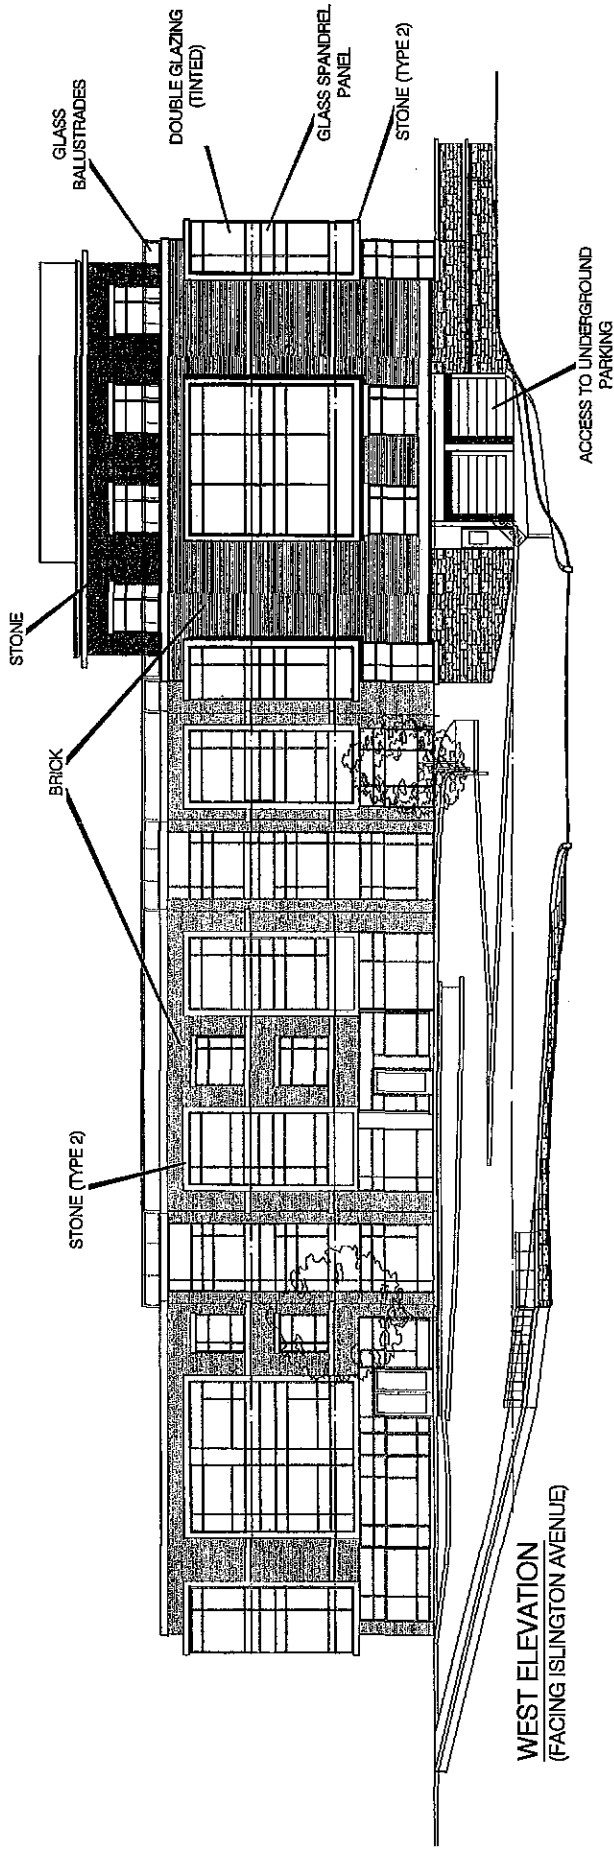 STONE (TYPE 2)
BRICK
STONE
GLASS
BALUSTRADES
DOUBLE GLAZING
(TINTED)
GLASS SPANDREL
PANEL
STONE (TYPE 2)
ACCESS TO UNDERGROUND
PARKING
WEST ELEVATION
(FACING ISLINGTON AVENUE)